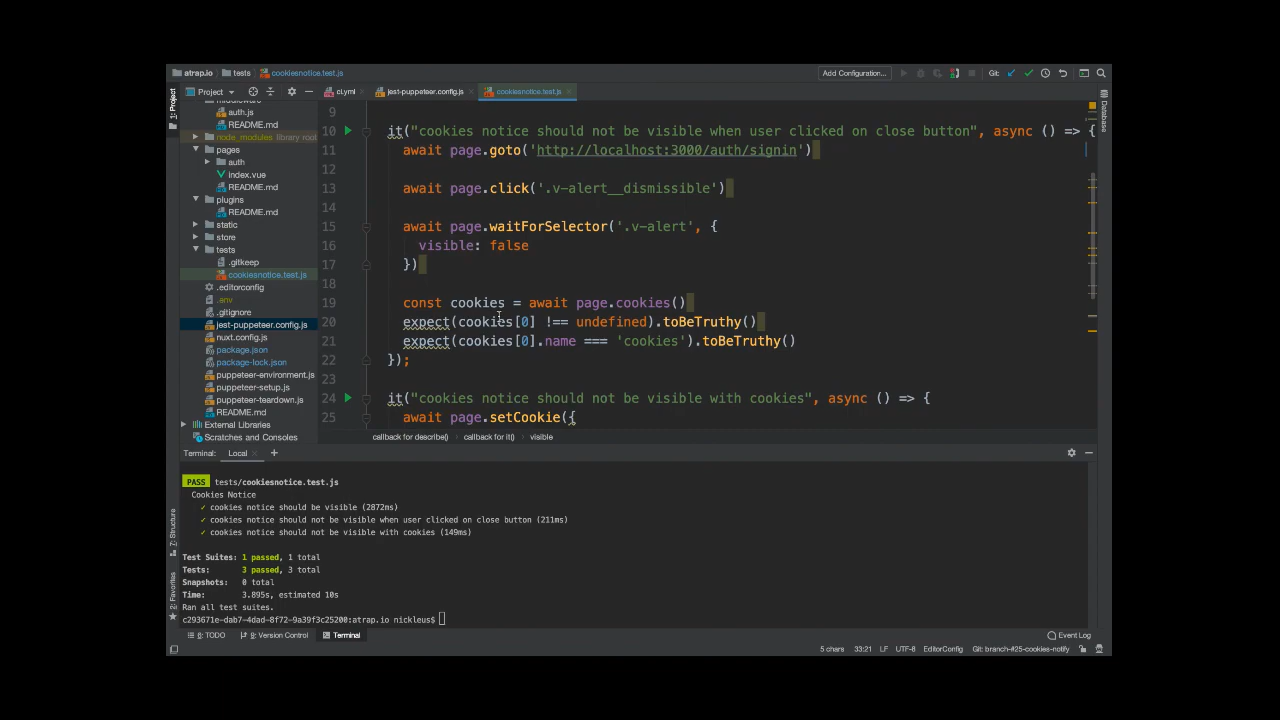 atrap.io tests cookiesnotice.test.js Add Configuration... Git:
Project ci.yml jest-puppeteer.config.js cookiesnotice.test.js
1: Project
Database
auth.js
README.md
node_modules library root
pages
auth
index.vue
README.md
plugins
README.md
static
store
tests
.gitkeep
cookiesnotice.test.js
.editorconfig
.env
.gitignore
jest-puppeteer.config.js
nuxt.config.js
package.json
package-lock.json
puppeteer-environment.js
puppeteer-setup.js
puppeteer-teardown.js
README.md
External Libraries
Scratches and Consoles
9
10 it("cookies notice should not be visible when user clicked on close button", async () => {
11 await page.goto('http://localhost:3000/auth/signin')
12
13 await page.click('.v-alert__dismissible')
14
15 await page.waitForSelector('.v-alert', {
16 visible: false
17 })
18
19 const cookies = await page.cookies()
20 expect(cookies[0] !== undefined).toBeTruthy()
21 expect(cookies[0].name === 'cookies').toBeTruthy()
22 });
23
24 it("cookies notice should not be visible with cookies", async () => {
25 await page.setCookie({
callback for describe() callback for it() visible
Terminal: Local +
PASS tests/cookiesnotice.test.js
Cookies Notice
✓ cookies notice should be visible (2872ms)
✓ cookies notice should not be visible when user clicked on close button (211ms)
✓ cookies notice should not be visible with cookies (149ms)
Test Suites: 1 passed, 1 total
Tests: 3 passed, 3 total
Snapshots: 0 total
Time: 3.895s, estimated 10s
Ran all test suites.
c293671e-dab7-4dad-8f72-9a39f3c25200:atrap.io nickleus$
7: Structure
2: Favorites
6: TODO 9: Version Control Terminal Event Log
5 chars 33:21 LF UTF-8 EditorConfig Git: branch-#25-cookies-notify